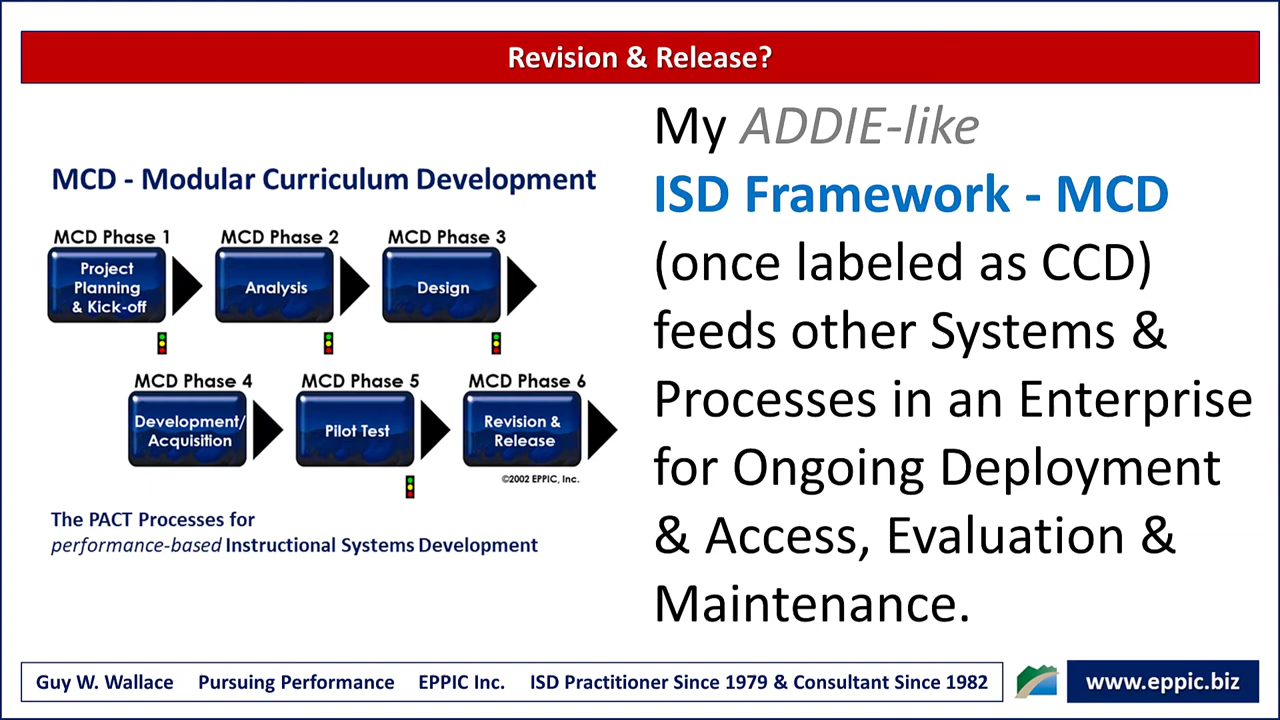 Revision & Release?
MCD - Modular Curriculum Development
MCD Phase 1
Project
Planning
& Kick-off
MCD Phase 2
Analysis
MCD Phase 3
Design
MCD Phase 4
Development/
Acquisition
MCD Phase 5
Pilot Test
MCD Phase 6
Revision &
Release
©2002 EPPIC, Inc.
The PACT Processes for
performance-based Instructional Systems Development
My ADDIE-like
ISD Framework - MCD
(once labeled as CCD)
feeds other Systems &
Processes in an Enterprise
for Ongoing Deployment
& Access, Evaluation &
Maintenance.
Guy W. Wallace Pursuing Performance EPPIC Inc. ISD Practitioner Since 1979 & Consultant Since 1982
www.eppic.biz